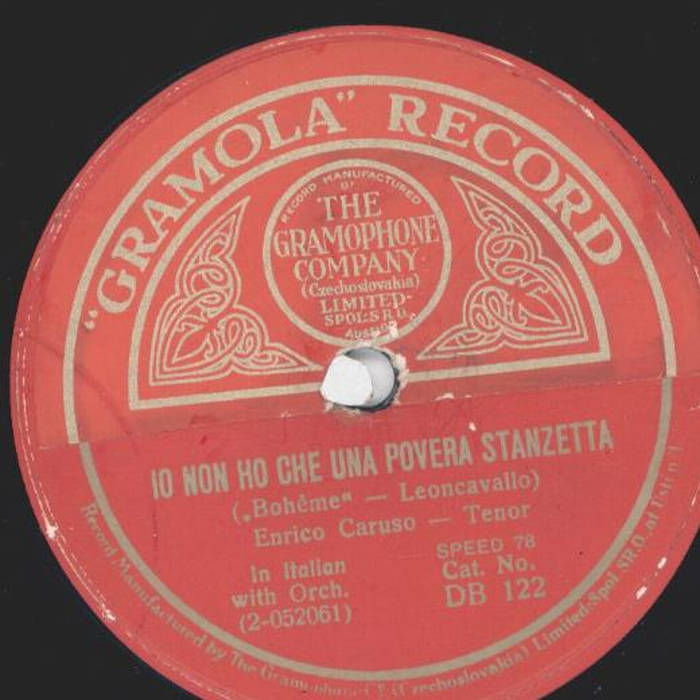 "GRAMOLA" RECORD
RECORD MANUFACTURED
BY
THE
GRAMOPHONE
COMPANY
(Czechoslovakia)
LIMITED-
SPOL.S R.O.
IO NON HO CHE UNA POVERA STANZETTA
(„Bohême“ — Leoncavallo)
Enrico Caruso — Tenor
In Italian
with Orch.
(2-052061)
SPEED 78
Cat. No.
DB 122
Record Manufactured by The Gramophone Cº (Czechoslovakia) Limited-Spol. SR.O. at